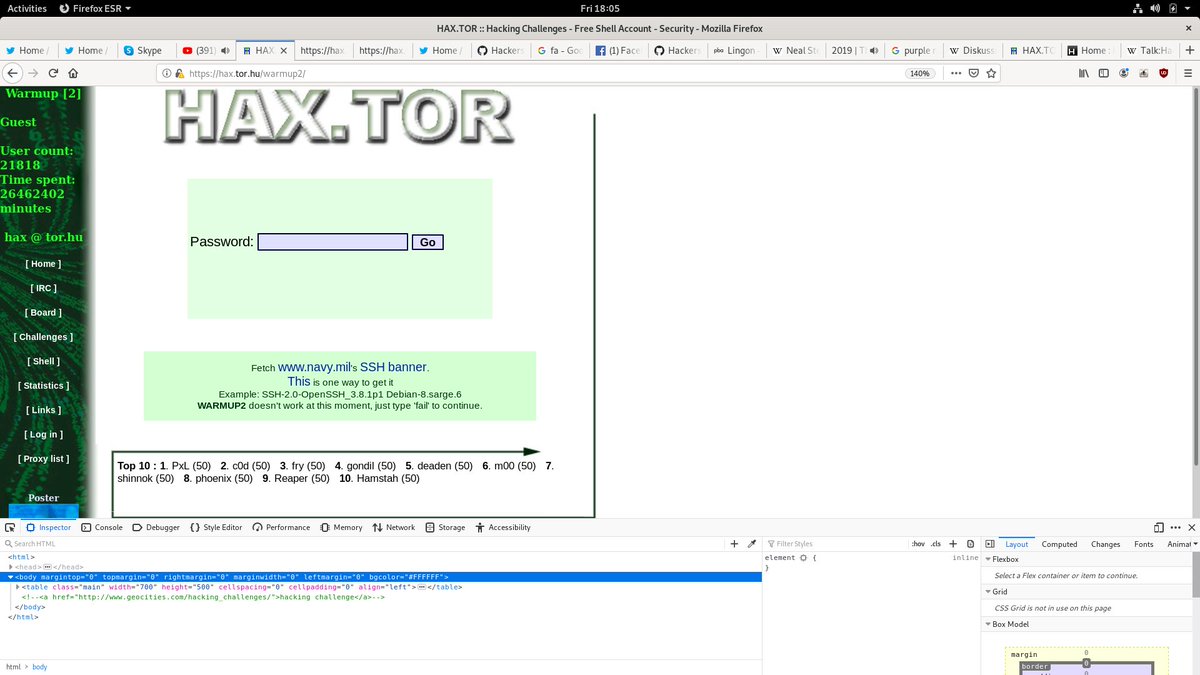 Activities Firefox ESR Fri 18:05
HAX.TOR :: Hacking Challenges - Free Shell Account - Security - Mozilla Firefox
Home / Home / Skype (391) HAX. https://hax. https://hax. Home / Hackers fa - Goo (1) Face Hackers Lingon - Neal St 2019 | Th purple r Discuss HAX.TO Home : Talk:Ha
https://hax.tor.hu/warmup2/ 140%
Warmup [2]
Guest
User count:
21818
Time spent:
26462402
minutes
hax @ tor.hu
[ Home ]
[ IRC ]
[ Board ]
[ Challenges ]
[ Shell ]
[ Statistics ]
[ Links ]
[ Log in ]
[ Proxy list ]
Poster
HAX.TOR
Password: Go
Fetch www.navy.mil's SSH banner.
This is one way to get it
Example: SSH-2.0-OpenSSH_3.8.1p1 Debian-8.sarge.6
WARMUP2 doesn't work at this moment, just type 'fail' to continue.
Top 10 : 1. PxL (50) 2. c0d (50) 3. fry (50) 4. gondil (50) 5. deaden (50) 6. m00 (50) 7.
shinnok (50) 8. phoenix (50) 9. Reaper (50) 10. Hamstah (50)
Inspector Console Debugger Style Editor Performance Memory Network Storage Accessibility
Search HTML
<html>
<head></head>
<body margintop="0" topmargin="0" rightmargin="0" marginwidth="0" leftmargin="0" bgcolor="#FFFFFF">
<table class="main" width="700" height="500" cellspacing="0" cellpadding="0" align="left"></table>
<!--<a href="http://www.geocities.com/hacking_challenges/">hacking challenge</a>-->
</body>
</html>
html > body
Filter Styles :hov .cls
element { inline
}
Layout Computed Changes Fonts Animat
Flexbox
Select a Flex container or item to continue.
Grid
CSS Grid is not in use on this page
Box Model
margin 0
border 0